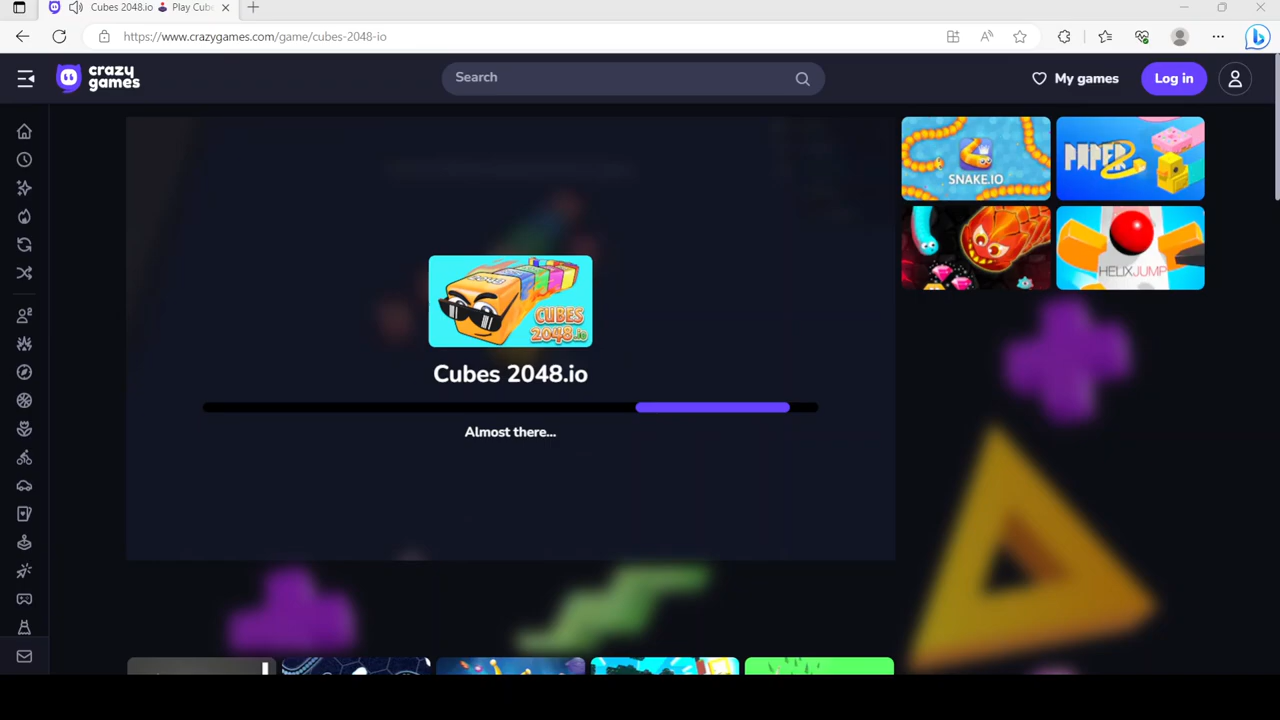 Cubes 2048.io
Play Cub
https://www.crazygames.com/game/cubes-2048-io
crazy
games
Search
My games
Log in
SNAKE.IO
PAPER 2
HELIX JUMP
CUBES
2048.io
Cubes 2048.io
Almost there...